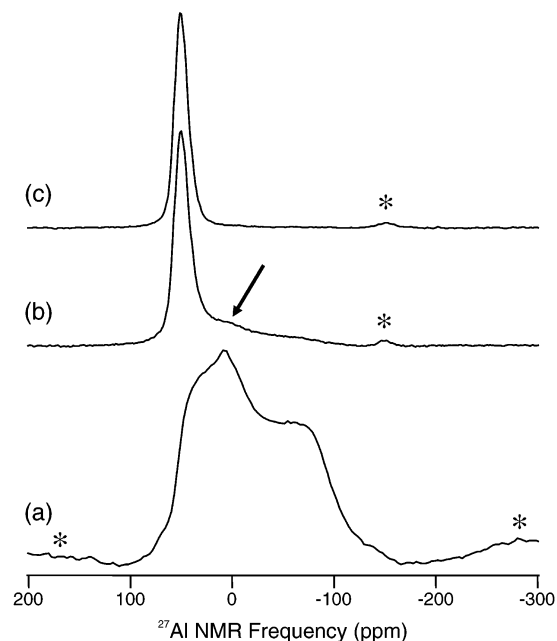 (c)
*
(b)
*
(a)
*
*
200 100 0 -100 -200 -300
²⁷Al NMR Frequency (ppm)